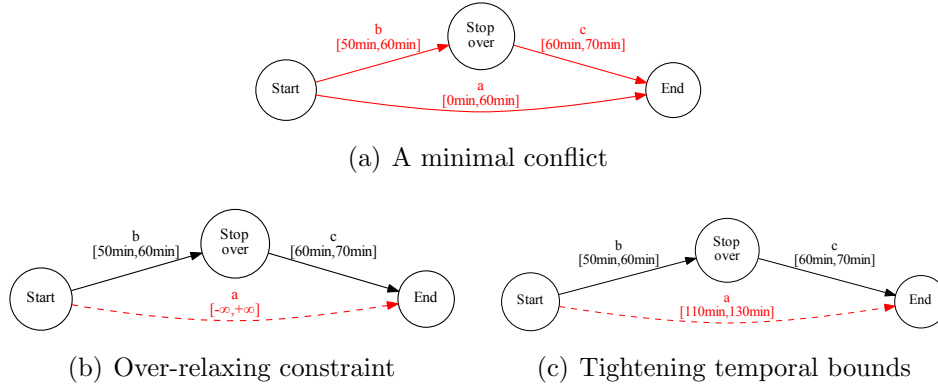 b
[50min,60min]
Stop
over
c
[60min,70min]
Start
a
[0min,60min]
End
(a) A minimal conflict
b
[50min,60min]
Stop
over
c
[60min,70min]
Start
a
[-∞,+∞]
End
(b) Over-relaxing constraint
b
[50min,60min]
Stop
over
c
[60min,70min]
Start
a
[110min,130min]
End
(c) Tightening temporal bounds